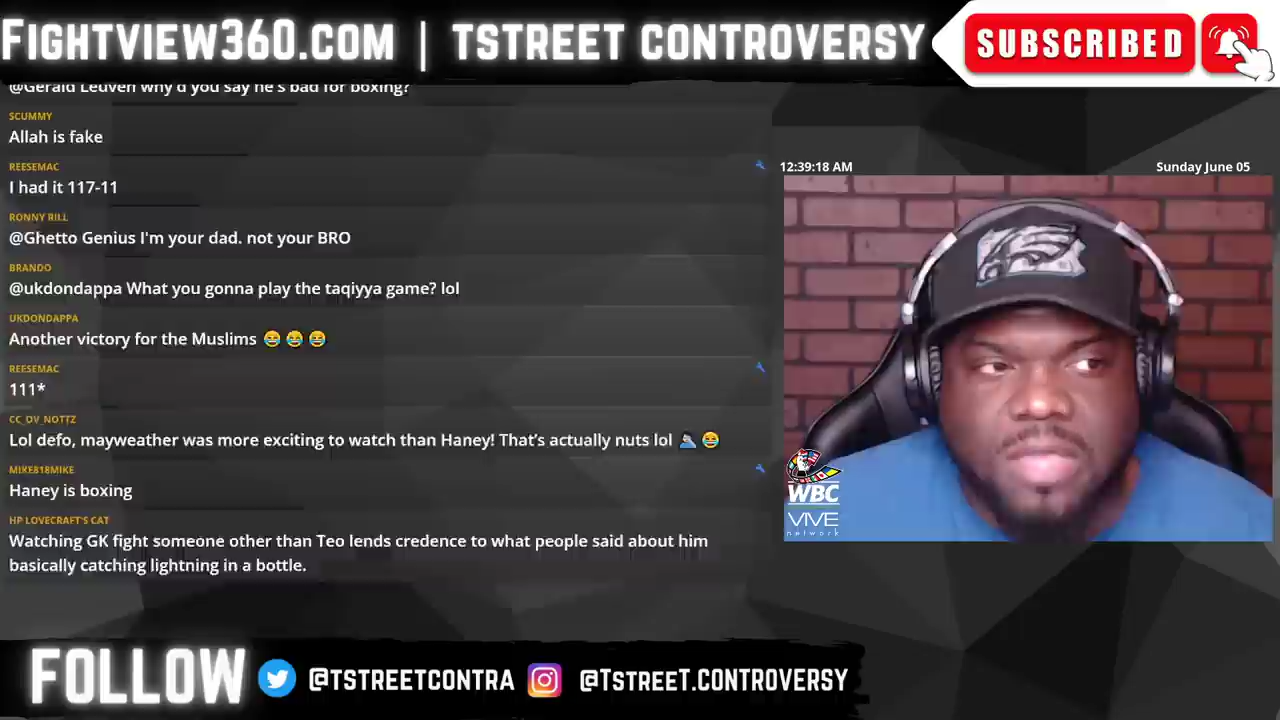 FIGHTVIEW360.COM | TSTREET CONTROVERSY
SUBSCRIBED
@Gerald Leuven why'd you say he's bad for boxing?
SCUMMY
Allah is fake
REESEMAC
I had it 117-11
RONNY RILL
@Ghetto Genius I'm your dad. not your BRO
BRANDO
@ukdondappa What you gonna play the taqiyya game? lol
UKDONDAPPA
Another victory for the Muslims 😂 😂 😂
REESEMAC
111*
CC_DV_NOTTZ
Lol defo, mayweather was more exciting to watch than Haney! That's actually nuts lol 🤦🏻‍♂️ 😂
MIKE818MIKE
Haney is boxing
HP LOVECRAFT'S CAT
Watching GK fight someone other than Teo lends credence to what people said about him
basically catching lightning in a bottle.
12:39:18 AM
Sunday June 05
WBC
VIVE
network
FOLLOW
@TSTREETCONTRA
@TSTREET.CONTROVERSY